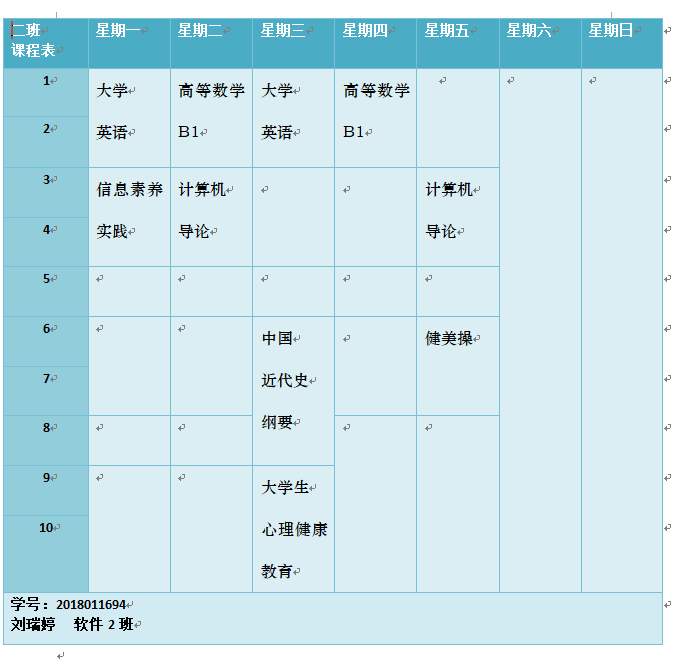 二班 星期一 星期二 星期三 星期四 星期五 星期六 星期日
课程表
1
大学 高等数学 大学 高等数学
2
英语 B1 英语 B1
3
信息素养 计算机 计算机
4
实践 导论 导论
5
6
中国 健美操
7
近代史
8
纲要
9
大学生
10
心理健康
教育
学号：2018011694
刘瑞婷 软件 2 班